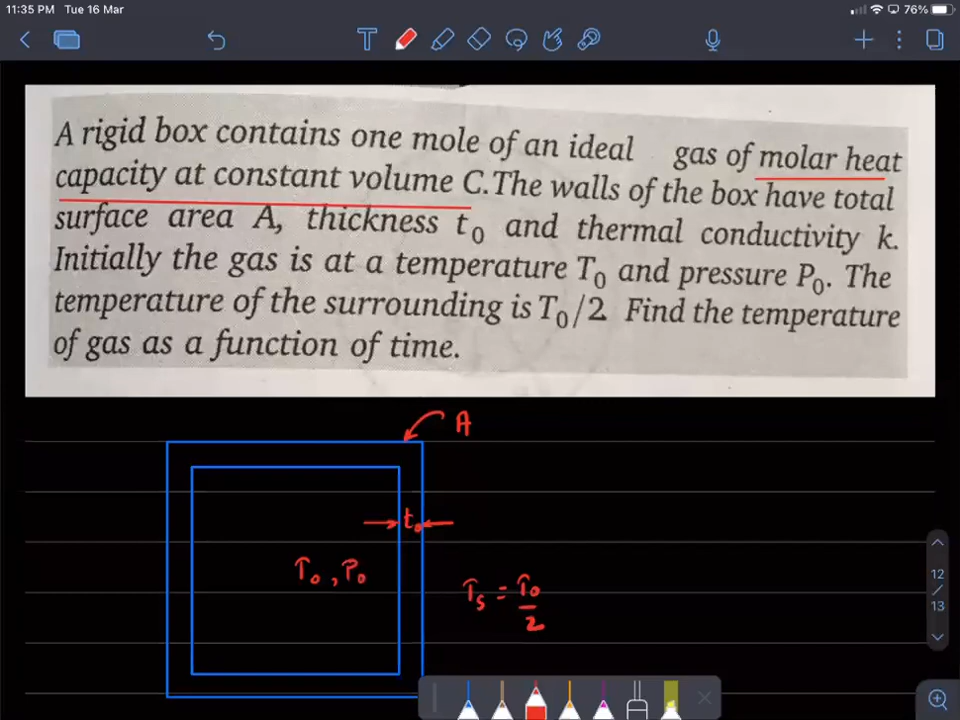 11:35 PM Tue 16 Mar 76%
T
A rigid box contains one mole of an ideal gas of molar heat
capacity at constant volume C.The walls of the box have total
surface area A, thickness t₀ and thermal conductivity k.
Initially the gas is at a temperature T₀ and pressure P₀. The
temperature of the surrounding is T₀/2 Find the temperature
of gas as a function of time.
A
t₀
T₀, P₀
Tₛ = T₀/2
12
/
13